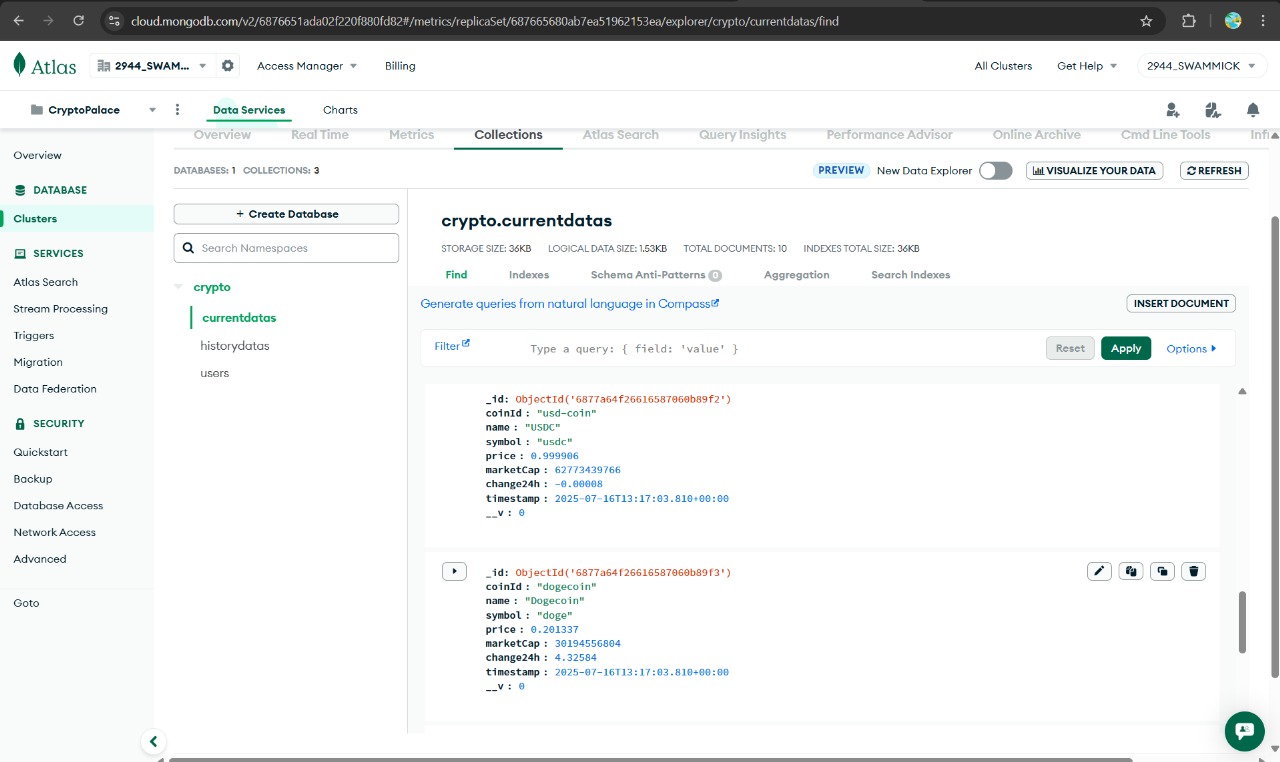 cloud.mongodb.com/v2/6876651ada02f220f880fd82#/metrics/replicaSet/687665680ab7ea51962153ea/explorer/crypto/currentdatas/find
Atlas 2944_SWAMM... Access Manager Billing All Clusters Get Help 2944_SWAMMICK
CryptoPalace Data Services Charts
Overview Real Time Metrics Collections Atlas Search Query Insights Performance Advisor Online Archive Cmd Line Tools
DATABASES: 1 COLLECTIONS: 3 PREVIEW New Data Explorer VISUALIZE YOUR DATA REFRESH
Overview
DATABASE
Clusters
SERVICES
Atlas Search
Stream Processing
Triggers
Migration
Data Federation
SECURITY
Quickstart
Backup
Database Access
Network Access
Advanced
Goto
+ Create Database
Search Namespaces
crypto
currentdatas
historydatas
users
crypto.currentdatas
STORAGE SIZE: 36KB LOGICAL DATA SIZE: 1.53KB TOTAL DOCUMENTS: 10 INDEXES TOTAL SIZE: 36KB
Find Indexes Schema Anti-Patterns 0 Aggregation Search Indexes
Generate queries from natural language in Compass INSERT DOCUMENT
Filter Type a query: { field: 'value' } Reset Apply Options
_id: ObjectId('6877a64f26616587060b89f2')
coinId : "usd-coin"
name : "USDC"
symbol : "usdc"
price : 0.999906
marketCap : 62773439766
change24h : -0.00008
timestamp : 2025-07-16T13:17:03.810+00:00
__v : 0
_id: ObjectId('6877a64f26616587060b89f3')
coinId : "dogecoin"
name : "Dogecoin"
symbol : "doge"
price : 0.201337
marketCap : 30194556804
change24h : 4.32584
timestamp : 2025-07-16T13:17:03.810+00:00
__v : 0